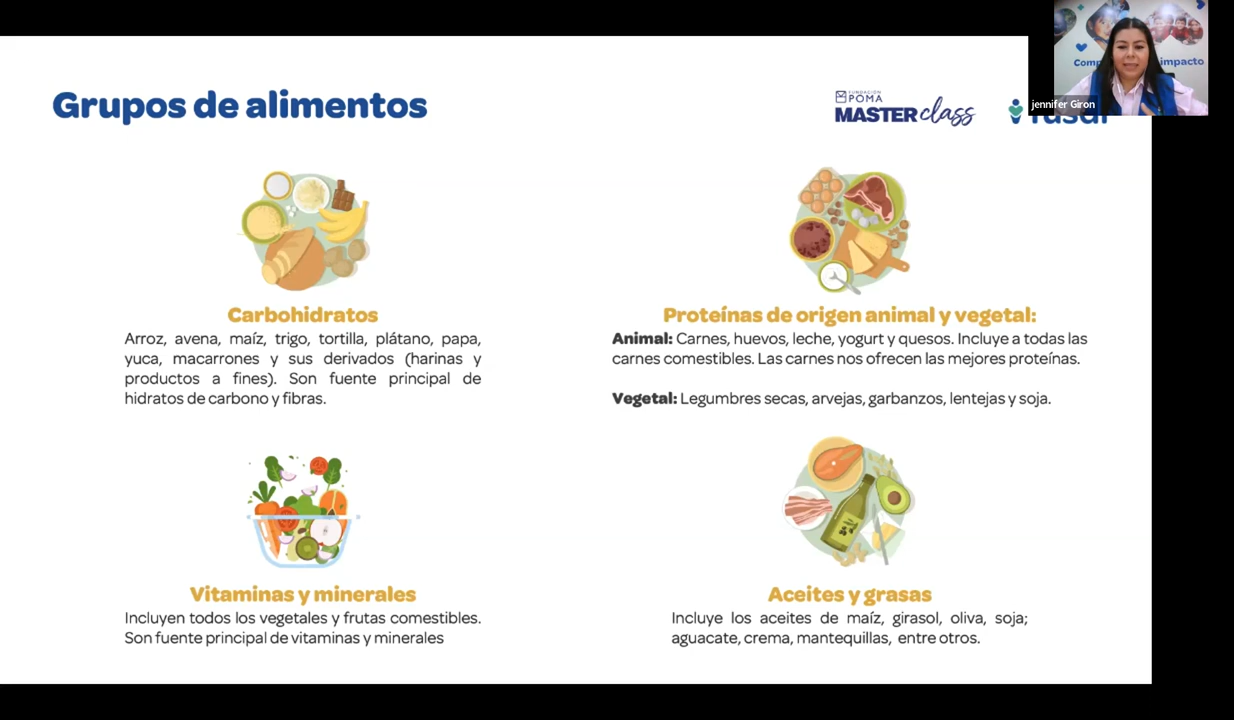 Comp impacto
jennifer Giron
Grupos de alimentos
FUNDACIÓN
POMA
MASTER class
fusal
Carbohidratos
Arroz, avena, maíz, trigo, tortilla, plátano, papa,
yuca, macarrones y sus derivados (harinas y
productos a fines). Son fuente principal de
hidratos de carbono y fibras.
Proteínas de origen animal y vegetal:
Animal: Carnes, huevos, leche, yogurt y quesos. Incluye a todas las
carnes comestibles. Las carnes nos ofrecen las mejores proteínas.
Vegetal: Legumbres secas, arvejas, garbanzos, lentejas y soja.
Vitaminas y minerales
Incluyen todos los vegetales y frutas comestibles.
Son fuente principal de vitaminas y minerales
Aceites y grasas
Incluye los aceites de maíz, girasol, oliva, soja;
aguacate, crema, mantequillas, entre otros.